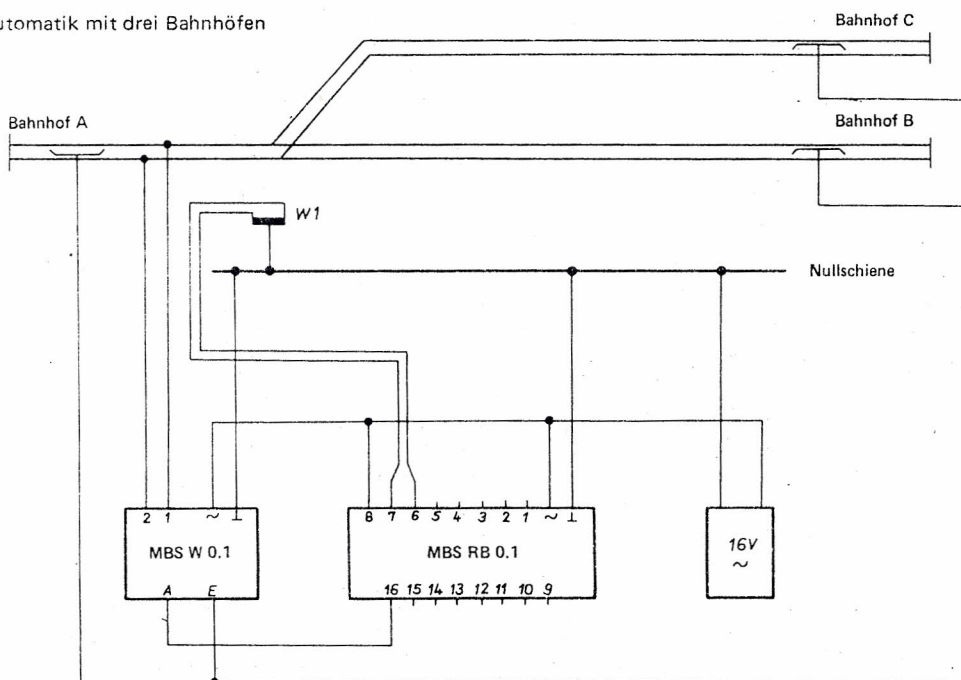 utomatik mit drei Bahnhöfen
Bahnhof C
Bahnhof A
Bahnhof B
W1
Nullschiene
2 1 ~ ⊥
MBS W 0.1
A E
8 7 6 5 4 3 2 1 ~ ⊥
MBS RB 0.1
16 15 14 13 12 11 10 9
16V
~